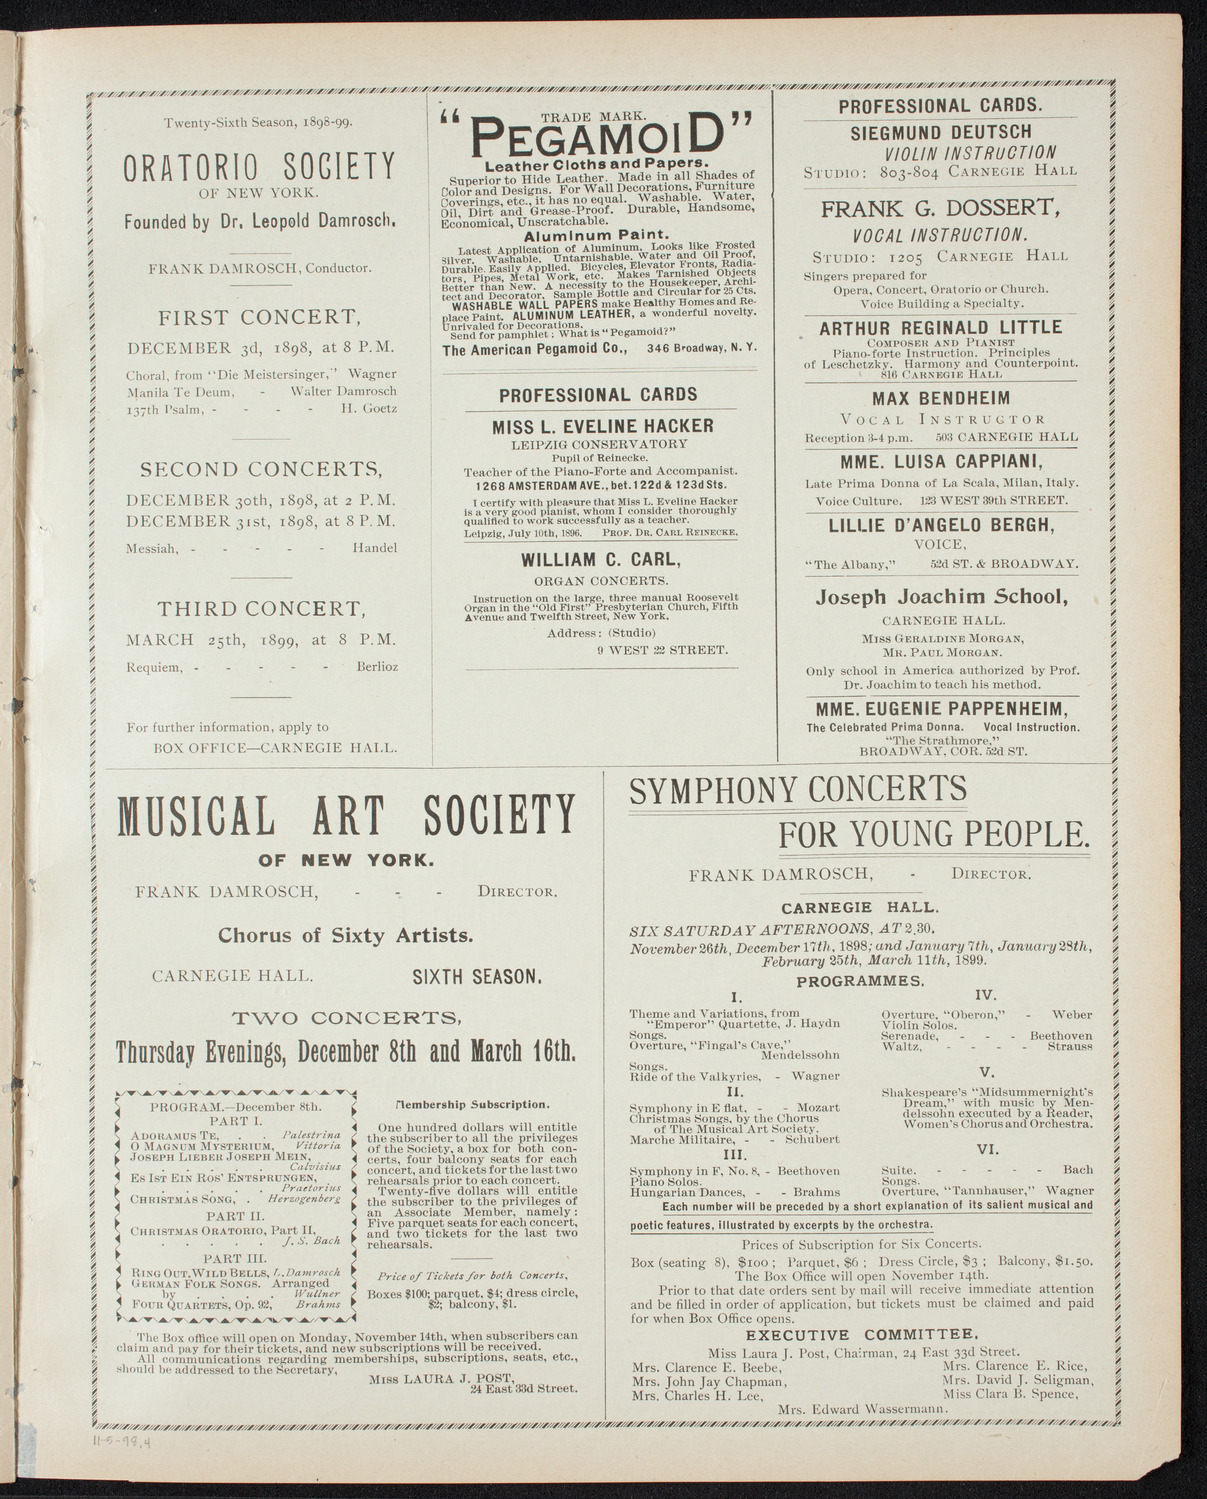 Twenty-Sixth Season, 1898-99.
ORATORIO SOCIETY
OF NEW YORK.
Founded by Dr. Leopold Damrosch.
FRANK DAMROSCH, Conductor.
FIRST CONCERT,
DECEMBER 3d, 1898, at 8 P.M.
Choral, from "Die Meistersinger," Wagner
Manila Te Deum, - Walter Damrosch
137th Psalm, - - - - H. Goetz
SECOND CONCERTS,
DECEMBER 30th, 1898, at 2 P.M.
DECEMBER 31st, 1898, at 8 P.M.
Messiah, - - - - - Handel
THIRD CONCERT,
MARCH 25th, 1899, at 8 P.M.
Requiem, - - - - - Berlioz
For further information, apply to
BOX OFFICE—CARNEGIE HALL.
TRADE MARK.
"PEGAMOID"
Leather Cloths and Papers.
Superior to Hide Leather. Made in all Shades of
Color and Designs. For Wall Decorations, Furniture
Coverings, etc., it has no equal. Washable. Water,
Oil, Dirt and Grease-Proof. Durable, Handsome,
Economical, Unscratchable.
Aluminum Paint.
Latest Application of Aluminum. Looks like Frosted
Silver. Washable. Untarnishable. Water and Oil Proof,
Durable. Easily Applied. Bicycles, Elevator Fronts, Radia-
tors, Pipes, Metal Work, etc. Makes Tarnished Objects
Better than New. A necessity to the Housekeeper, Archi-
tect and Decorator. Sample Bottle and Circular for 25 Cts.
WASHABLE WALL PAPERS make Healthy Homes and Re-
place Paint. ALUMINUM LEATHER, a wonderful novelty.
Unrivaled for Decorations.
Send for pamphlet: What is "Pegamoid?"
The American Pegamoid Co., 346 Broadway, N. Y.
PROFESSIONAL CARDS
MISS L. EVELINE HACKER
LEIPZIG CONSERVATORY
Pupil of Reinecke.
Teacher of the Piano-Forte and Accompanist.
1268 AMSTERDAM AVE., bet. 122d & 123d Sts.
I certify with pleasure that Miss L. Eveline Hacker
is a very good pianist, whom I consider thoroughly
qualified to work successfully as a teacher.
Leipzig, July 10th, 1896. PROF. DR. CARL REINECKE.
WILLIAM C. CARL,
ORGAN CONCERTS.
Instruction on the large, three manual Roosevelt
Organ in the "Old First" Presbyterian Church, Fifth
Avenue and Twelfth Street, New York.
Address: (Studio)
9 WEST 22 STREET.
PROFESSIONAL CARDS.
SIEGMUND DEUTSCH
VIOLIN INSTRUCTION
STUDIO: 803-804 CARNEGIE HALL
FRANK G. DOSSERT,
VOCAL INSTRUCTION.
STUDIO: 1205 CARNEGIE HALL
Singers prepared for
Opera, Concert, Oratorio or Church.
Voice Building a Specialty.
ARTHUR REGINALD LITTLE
COMPOSER AND PIANIST
Piano-forte Instruction. Principles
of Leschetzky. Harmony and Counterpoint.
816 CARNEGIE HALL
MAX BENDHEIM
VOCAL INSTRUCTOR
Reception 3-4 p.m. 503 CARNEGIE HALL
MME. LUISA CAPPIANI,
Late Prima Donna of La Scala, Milan, Italy.
Voice Culture. 123 WEST 39th STREET.
LILLIE D'ANGELO BERGH,
VOICE,
"The Albany," 52d ST. & BROADWAY.
Joseph Joachim School,
CARNEGIE HALL.
MISS GERALDINE MORGAN,
MR. PAUL MORGAN.
Only school in America authorized by Prof.
Dr. Joachim to teach his method.
MME. EUGENIE PAPPENHEIM,
The Celebrated Prima Donna. Vocal Instruction.
"The Strathmore,"
BROADWAY, COR. 52d ST.
MUSICAL ART SOCIETY
OF NEW YORK.
FRANK DAMROSCH, - - - DIRECTOR.
Chorus of Sixty Artists.
CARNEGIE HALL. SIXTH SEASON.
TWO CONCERTS,
Thursday Evenings, December 8th and March 16th.
PROGRAM.—December 8th.
PART I.
ADORAMUS TE, . . Palestrina
O MAGNUM MYSTERIUM, Vittoria
JOSEPH LIEBER JOSEPH MEIN,
. . . . . Calvisius
ES IST EIN ROS' ENTSPRUNGEN,
. . . . . Praetorius
CHRISTMAS SONG, . Herzogenberg
PART II.
CHRISTMAS ORATORIO, Part II,
. . . . . J. S. Bach
PART III.
RING OUT, WILD BELLS, L. Damrosch
GERMAN FOLK SONGS. Arranged
by . . . . Wullner
FOUR QUARTETS, Op. 92, Brahms
Membership Subscription.
One hundred dollars will entitle
the subscriber to all the privileges
of the Society, a box for both con-
certs, four balcony seats for each
concert, and tickets for the last two
rehearsals prior to each concert.
Twenty-five dollars will entitle
the subscriber to the privileges of
an Associate Member, namely:
Five parquet seats for each concert,
and two tickets for the last two
rehearsals.
Price of Tickets for both Concerts,
Boxes $100; parquet, $4; dress circle,
$2; balcony, $1.
The Box office will open on Monday, November 14th, when subscribers can
claim and pay for their tickets, and new subscriptions will be received.
All communications regarding memberships, subscriptions, seats, etc.,
should be addressed to the Secretary,
MISS LAURA J. POST,
24 East 33d Street.
SYMPHONY CONCERTS
FOR YOUNG PEOPLE.
FRANK DAMROSCH, - DIRECTOR.
CARNEGIE HALL.
SIX SATURDAY AFTERNOONS, AT 2.30.
November 26th, December 17th, 1898; and January 7th, January 28th,
February 25th, March 11th, 1899.
PROGRAMMES.
I.
Theme and Variations, from
"Emperor" Quartette, J. Haydn
Songs.
Overture, "Fingal's Cave,"
Mendelssohn
Songs.
Ride of the Valkyries, - Wagner
II.
Symphony in E flat, - - Mozart
Christmas Songs, by the Chorus
of The Musical Art Society.
Marche Militaire, - - Schubert
III.
Symphony in F, No. 8, - Beethoven
Piano Solos.
Hungarian Dances, - - Brahms
IV.
Overture, "Oberon," - Weber
Violin Solos.
Serenade, - - - Beethoven
Waltz, - - - - Strauss
V.
Shakespeare's "Midsummernight's
Dream," with music by Men-
delssohn executed by a Reader,
Women's Chorus and Orchestra.
VI.
Suite. - - - - - Bach
Songs.
Overture, "Tannhauser," Wagner
Each number will be preceded by a short explanation of its salient musical and
poetic features, illustrated by excerpts by the orchestra.
Prices of Subscription for Six Concerts.
Box (seating 8), $100; Parquet, $6; Dress Circle, $3; Balcony, $1.50.
The Box Office will open November 14th.
Prior to that date orders sent by mail will receive immediate attention
and be filled in order of application, but tickets must be claimed and paid
for when Box Office opens.
EXECUTIVE COMMITTEE.
Miss Laura J. Post, Chairman, 24 East 33d Street.
Mrs. Clarence E. Beebe, Mrs. Clarence E. Rice,
Mrs. John Jay Chapman, Mrs. David J. Seligman,
Mrs. Charles H. Lee, Miss Clara B. Spence,
Mrs. Edward Wassermann.
11-5-98.4